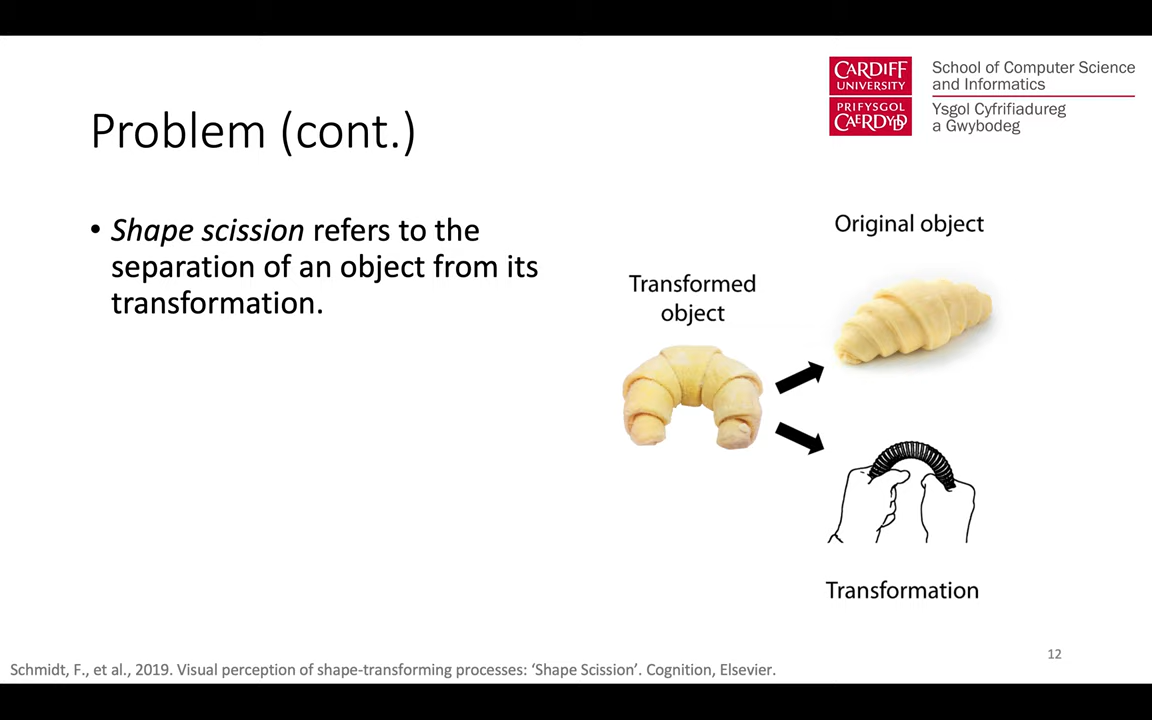 CARDIFF
UNIVERSITY
PRIFYSGOL
CAERDYDD
School of Computer Science
and Informatics
Ysgol Cyfrifiadureg
a Gwybodeg
Problem (cont.)
• Shape scission refers to the
separation of an object from its
transformation.
Original object
Transformed
object
Transformation
12
Schmidt, F., et al., 2019. Visual perception of shape-transforming processes: ‘Shape Scission’. Cognition, Elsevier.